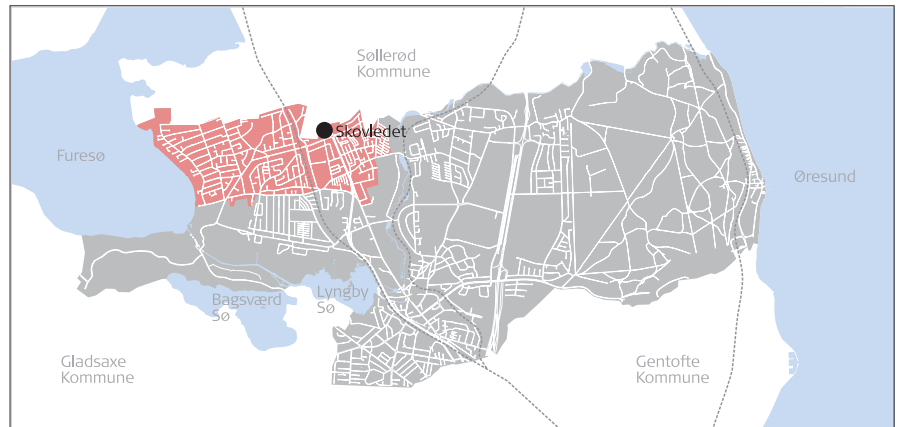 Søllerød
Kommune
Skovledet
Furesø
Øresund
Bagsværd
Sø
Lyngby
Sø
Gladsaxe
Kommune
Gentofte
Kommune